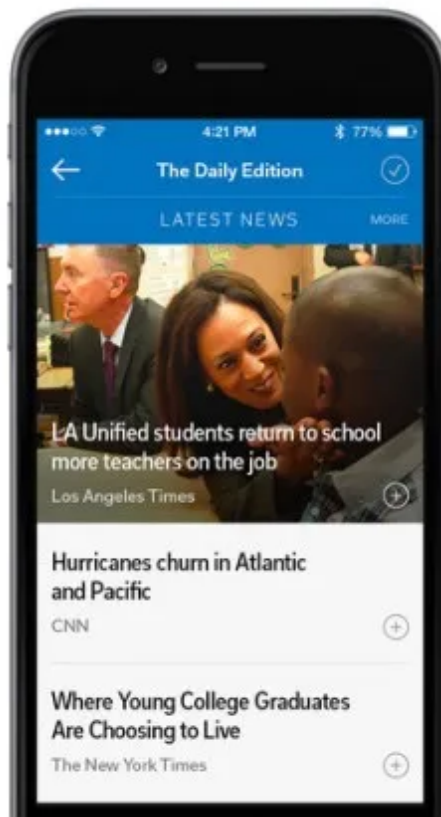 4:21 PM
77%
The Daily Edition
LATEST NEWS
MORE
LA Unified students return to school
more teachers on the job
Los Angeles Times
Hurricanes churn in Atlantic
and Pacific
CNN
Where Young College Graduates
Are Choosing to Live
The New York Times